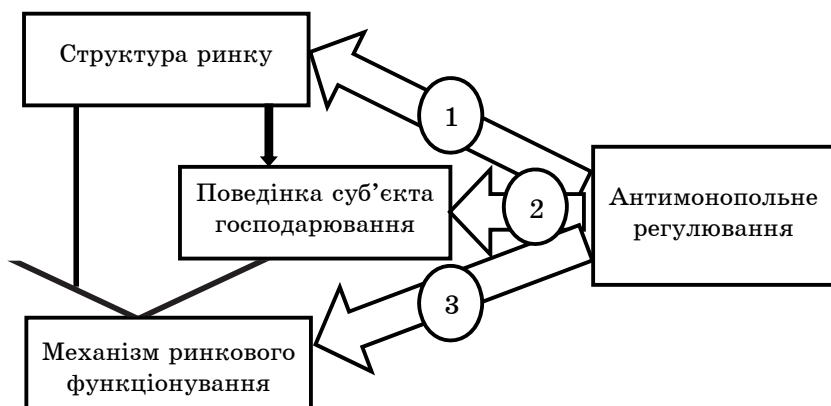 Структура ринку
1
Поведінка суб’єкта
господарювання
2
Антимонопольне
регулювання
3
Механізм ринкового
функціонування